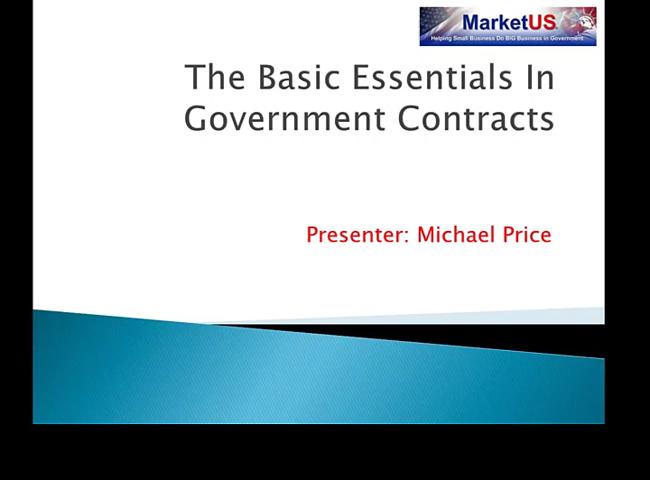 MarketUS
Helping Small Business Do BIG Business in Government
The Basic Essentials In
Government Contracts
Presenter: Michael Price